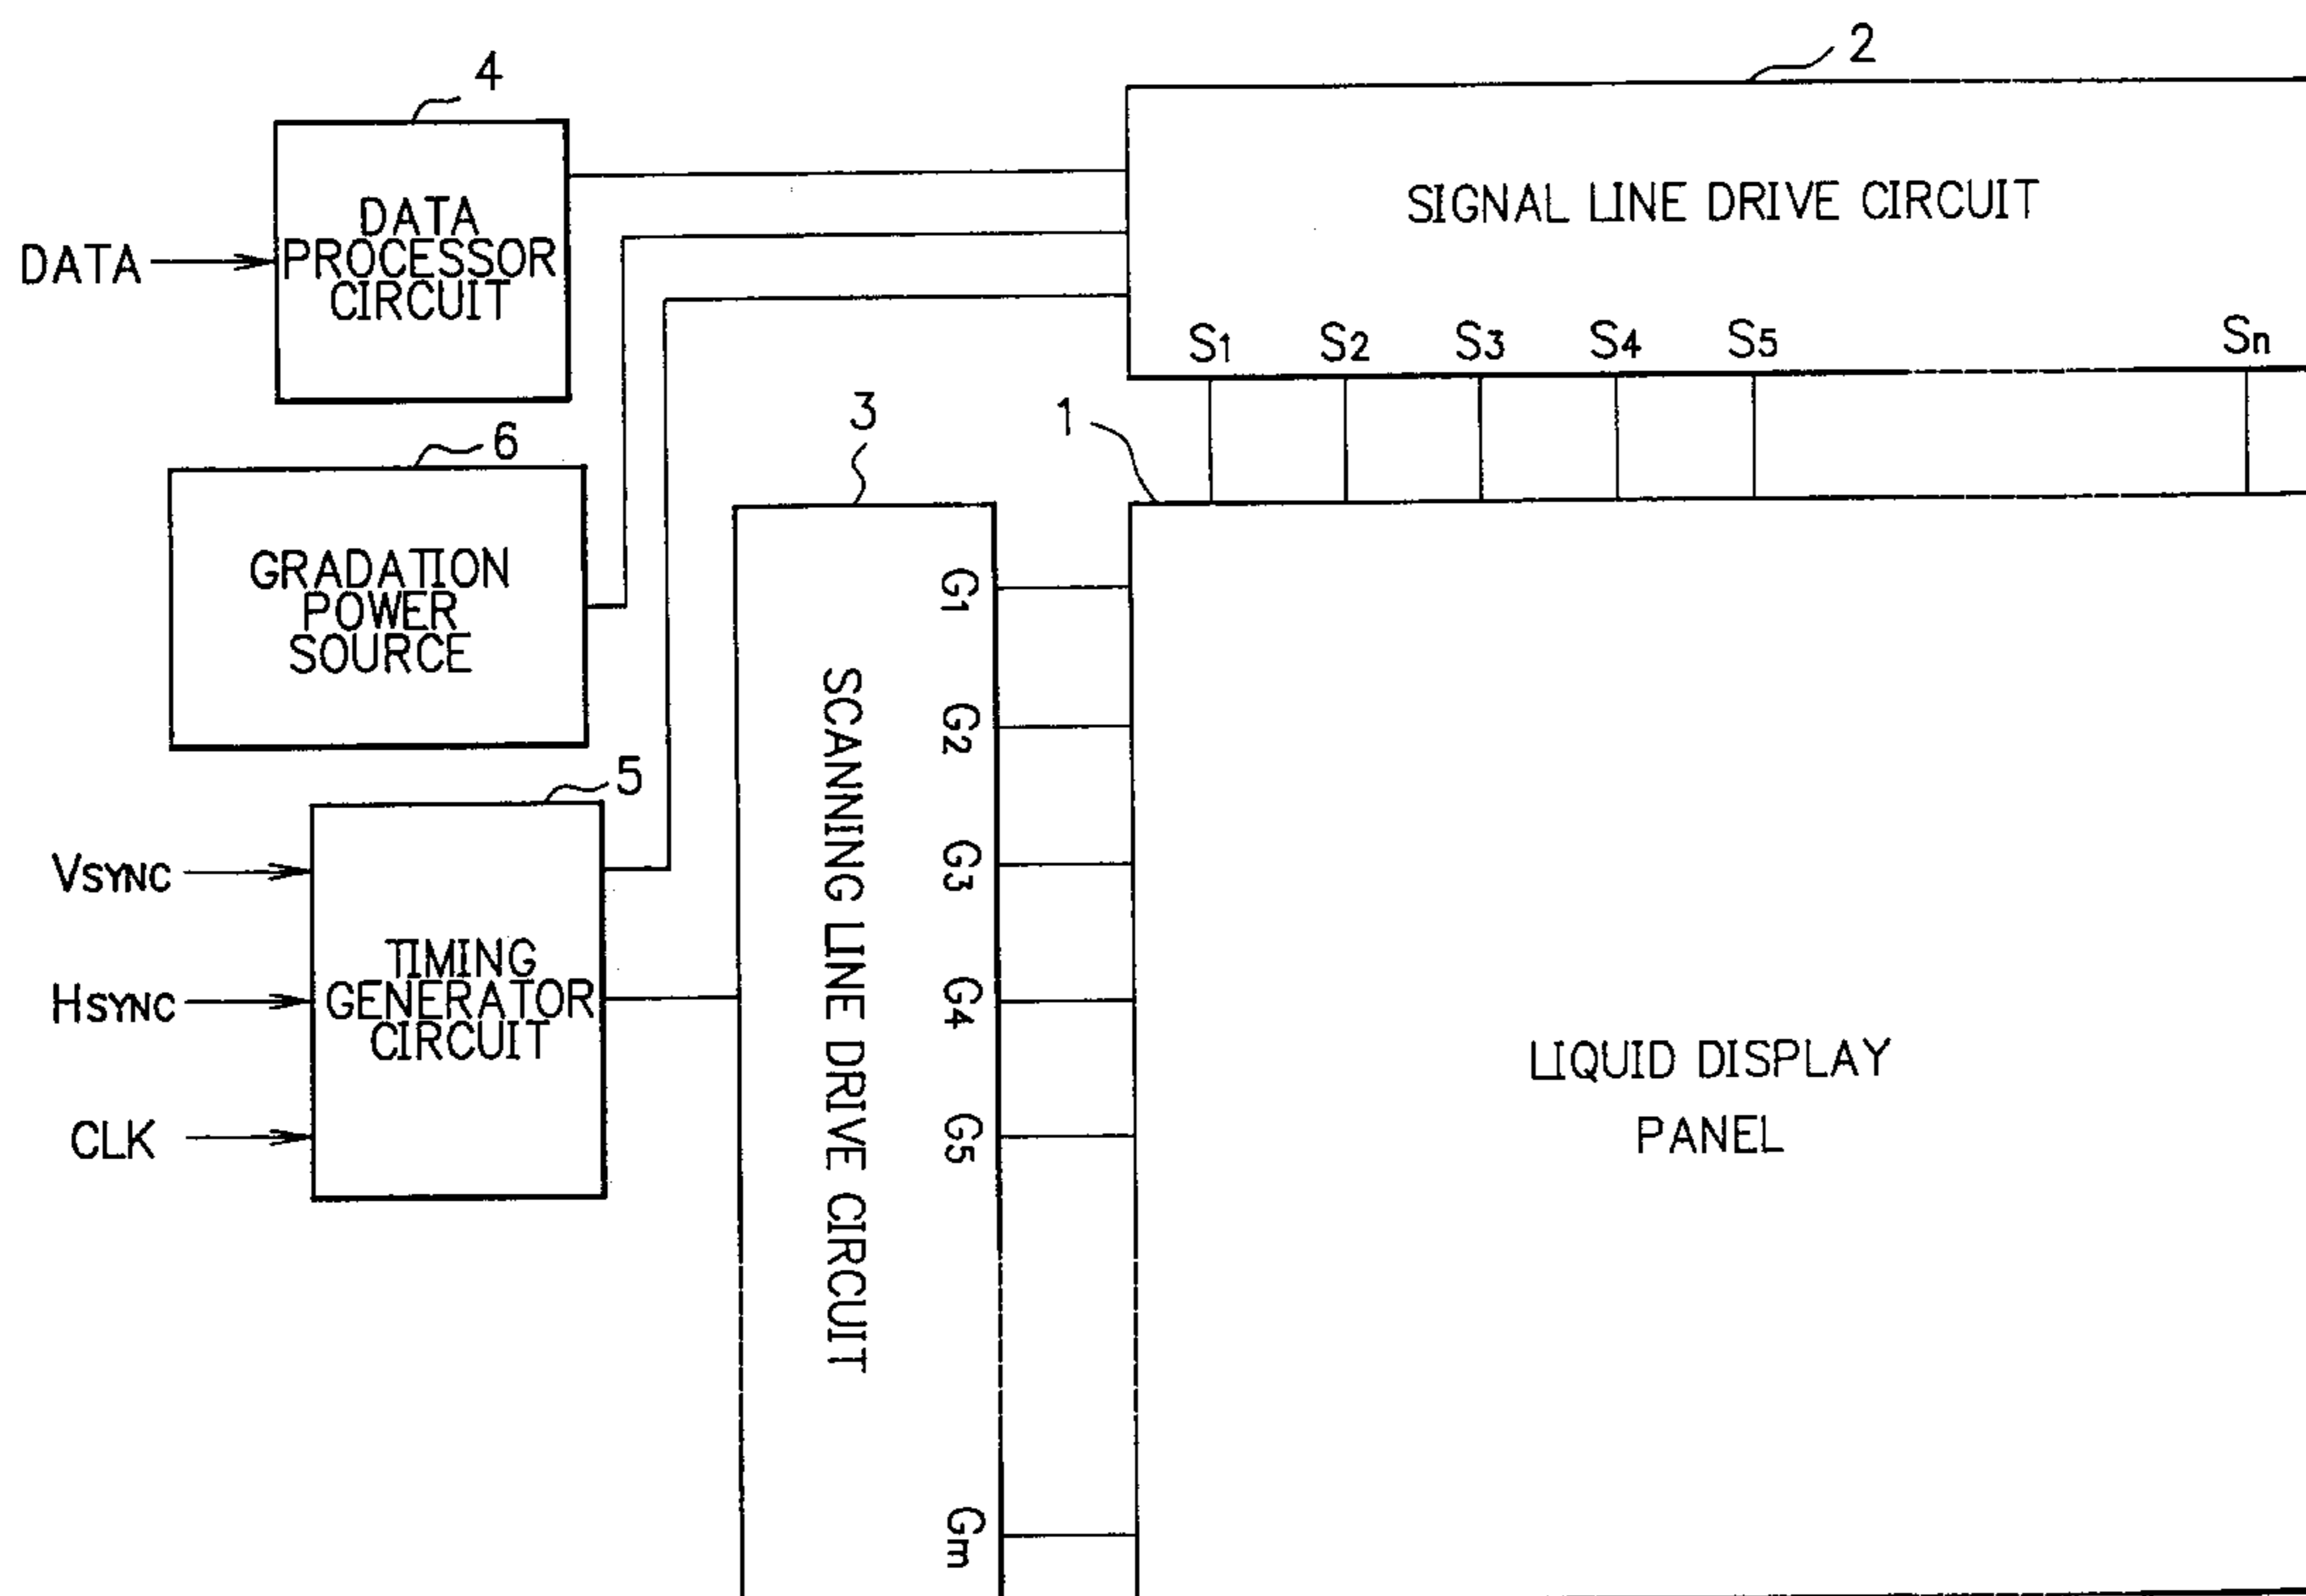 2
4
SIGNAL LINE DRIVE CIRCUIT
DATA
PROCESSOR
CIRCUIT
DATA
S1 S2 S3 S4 S5 Sn
3
1
6
GRADATION
POWER
SOURCE
5
VSYNC
HSYNC
CLK
TIMING
GENERATOR
CIRCUIT
SCANNING LINE DRIVE CIRCUIT
G1
G2
G3
G4
G5
Gm
LIQUID DISPLAY
PANEL